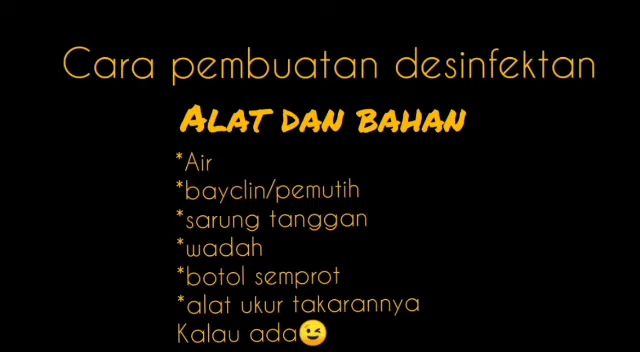 Cara pembuatan desinfektan
ALAT DAN BAHAN
*Air
*bayclin/pemutih
*sarung tanggan
*wadah
*botol semprot
*alat ukur takarannya
Kalau ada😉